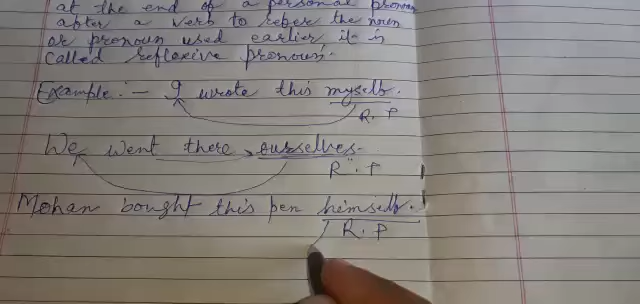 at the end of a personal pronoun
after a verb to refer the noun
or pronoun used earlier it is
called reflexive pronoun.
Example :- I wrote this myself.
R. P
We went there ourselves.
R. P
Mohan bought this pen himself.
R. P